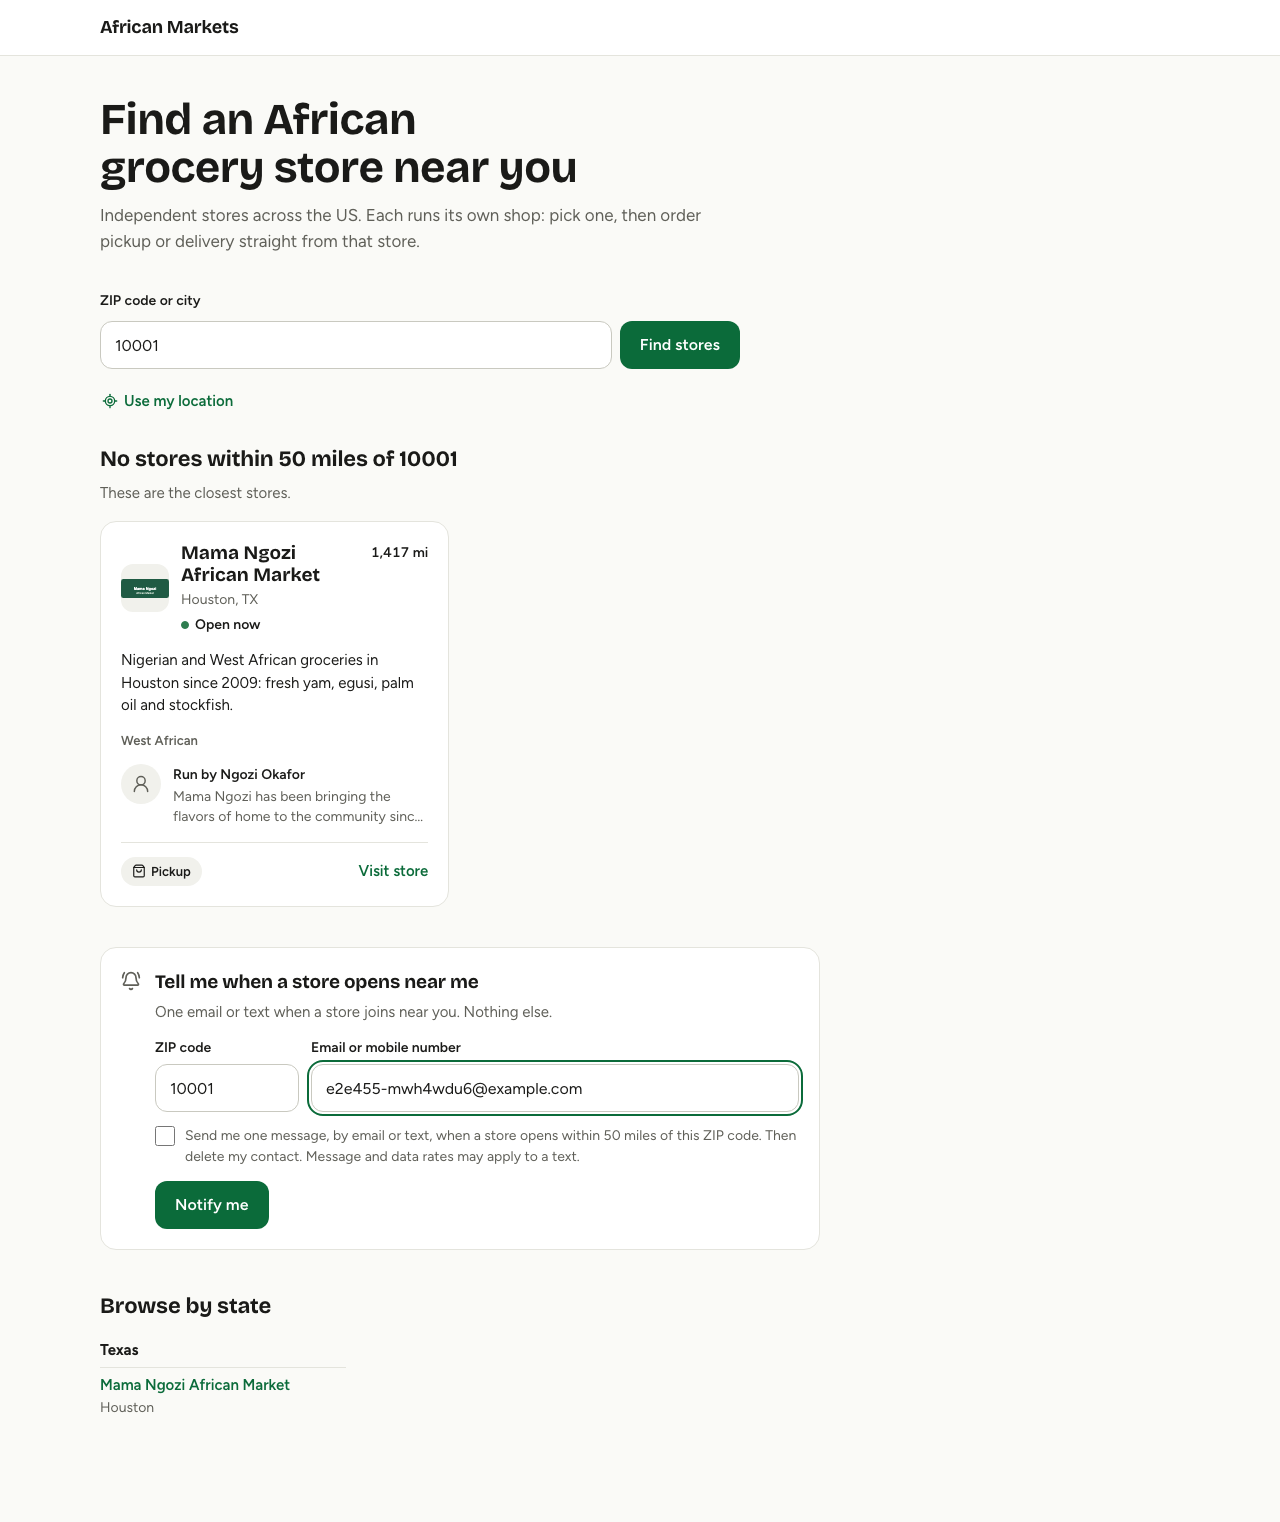 African Markets
Find an African
grocery store near you
Independent stores across the US. Each runs its own shop: pick one, then order
pickup or delivery straight from that store.
ZIP code or city
10001
Find stores
Use my location
No stores within 50 miles of 10001
These are the closest stores.
Mama Ngozi
African Market
1,417 mi
Houston, TX
Open now
Mama Ngozi
Nigerian and West African groceries in
Houston since 2009: fresh yam, egusi, palm
oil and stockfish.
West African
Run by Ngozi Okafor
Mama Ngozi has been bringing the
flavors of home to the community sinc...
Pickup
Visit store
Tell me when a store opens near me
One email or text when a store joins near you. Nothing else.
ZIP code
Email or mobile number
10001
e2e455-mwh4wdu6@example.com
Send me one message, by email or text, when a store opens within 50 miles of this ZIP code. Then
delete my contact. Message and data rates may apply to a text.
Notify me
Browse by state
Texas
Mama Ngozi African Market
Houston